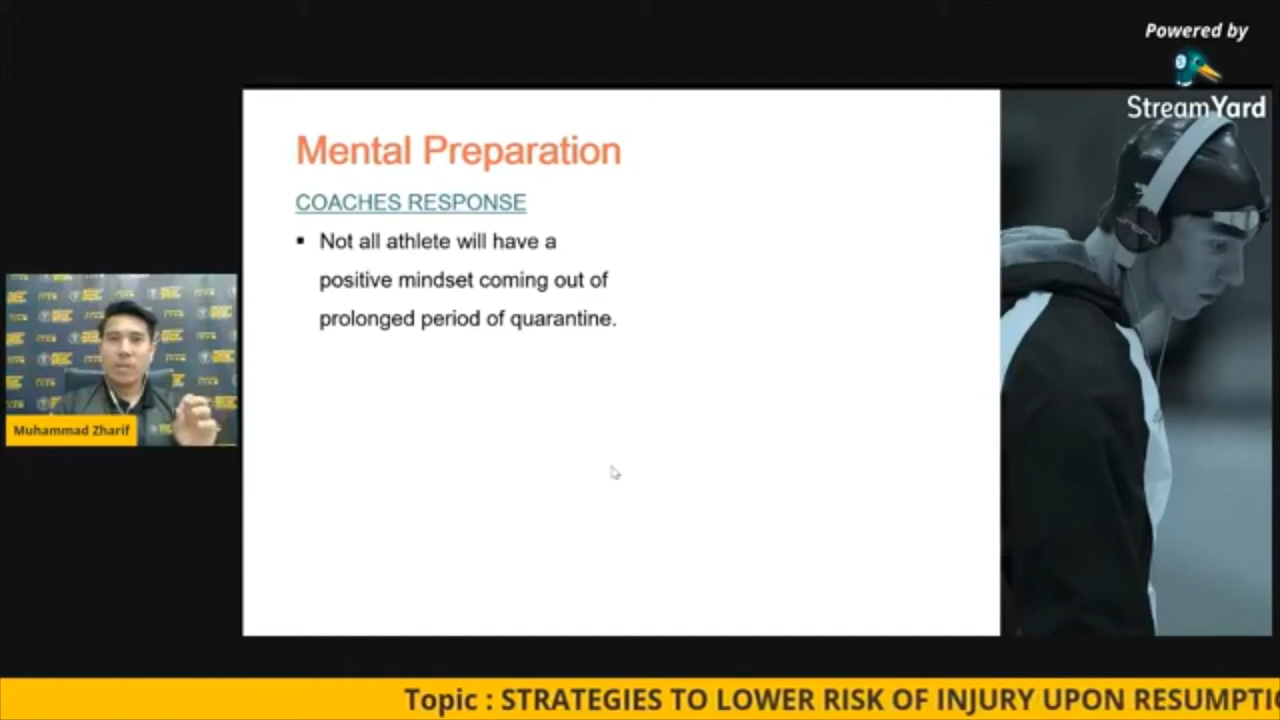 Powered by
StreamYard
Mental Preparation
COACHES RESPONSE
▪ Not all athlete will have a
positive mindset coming out of
prolonged period of quarantine.
Muhammad Zharif
Topic : STRATEGIES TO LOWER RISK OF INJURY UPON RESUMPTI